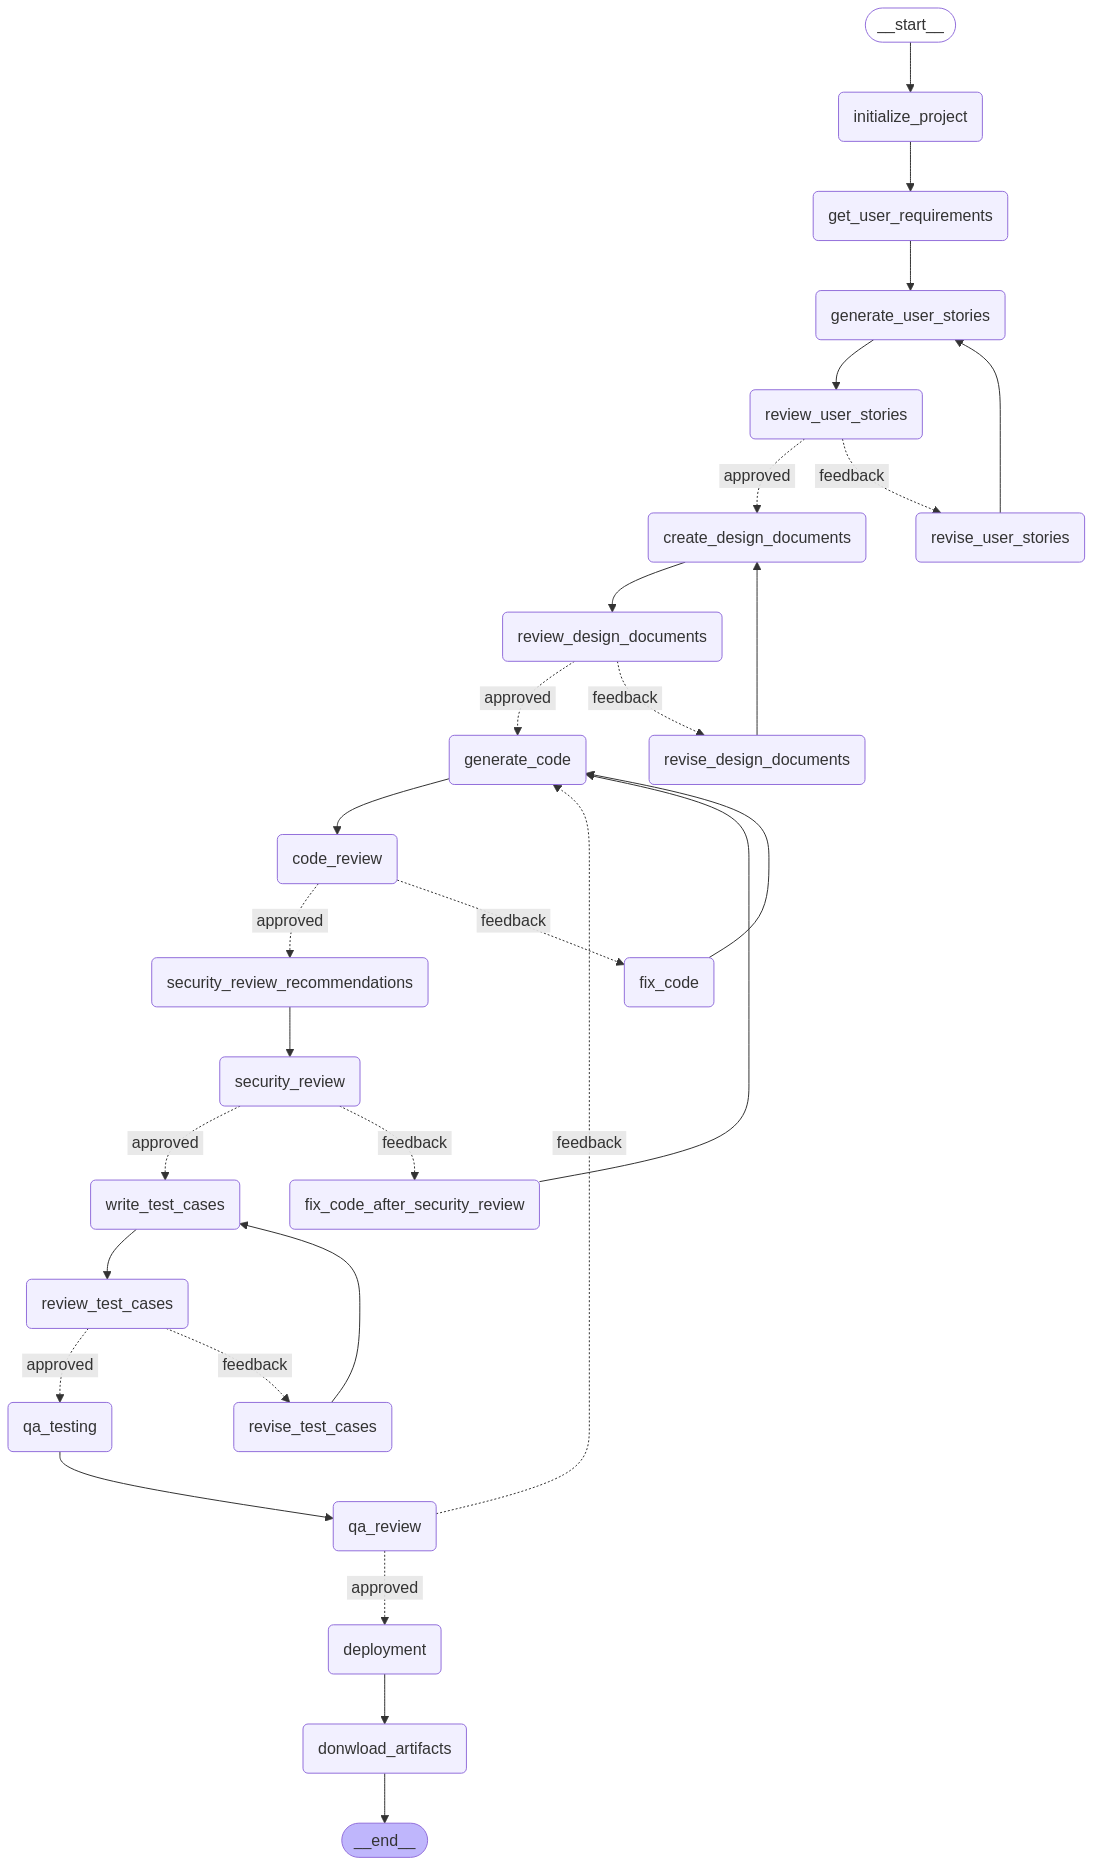 __start__
initialize_project
get_user_requirements
generate_user_stories
review_user_stories
approved
feedback
create_design_documents
revise_user_stories
review_design_documents
approved
feedback
generate_code
revise_design_documents
code_review
approved
feedback
security_review_recommendations
fix_code
security_review
approved
feedback
feedback
write_test_cases
fix_code_after_security_review
review_test_cases
approved
feedback
qa_testing
revise_test_cases
qa_review
approved
deployment
donwload_artifacts
__end__